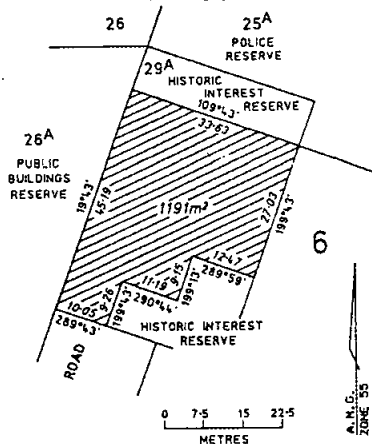 26
25A
POLICE
RESERVE
29A
HISTORIC
INTEREST
RESERVE
109°43'
33·63
26A
PUBLIC
BUILDINGS
RESERVE
19°43'
45·19
1191m²
27·03
199°43'
6
12·47
289°59'
9·15
199°13'
11·19
290°44'
9·26
199°43'
10·05
289°43'
HISTORIC INTEREST
RESERVE
ROAD
0 7·5 15 22·5
METRES
A.M.G.
ZONE 55